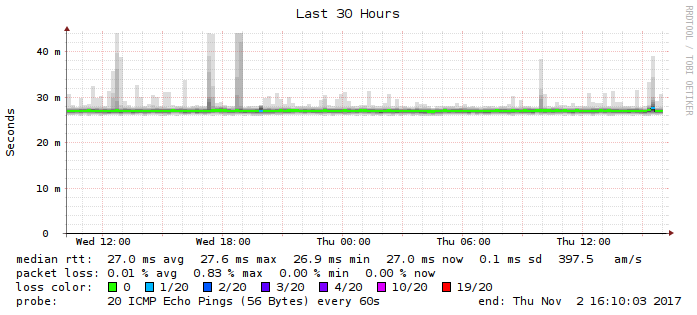 Last 30 Hours
RRDTOOL / TOBI OETIKER
Seconds
40 m
30 m
20 m
10 m
0
Wed 12:00 Wed 18:00 Thu 00:00 Thu 06:00 Thu 12:00
median rtt: 27.0 ms avg 27.6 ms max 26.9 ms min 27.0 ms now 0.1 ms sd 397.5 am/s
packet loss: 0.01 % avg 0.83 % max 0.00 % min 0.00 % now
loss color: 0 1/20 2/20 3/20 4/20 10/20 19/20
probe: 20 ICMP Echo Pings (56 Bytes) every 60s end: Thu Nov 2 16:10:03 2017